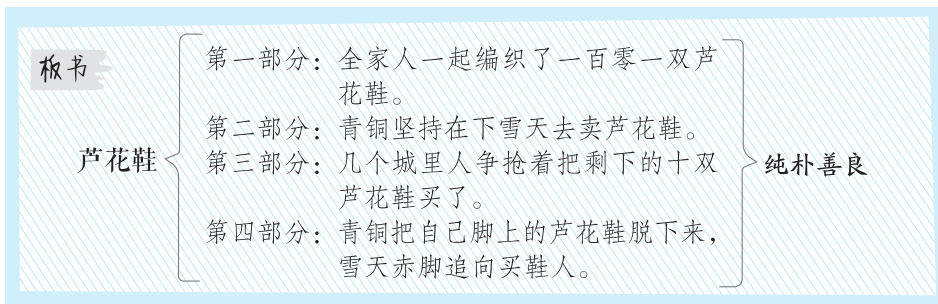 板书
第一部分：全家人一起编织了一百零一双芦
花鞋。
第二部分：青铜坚持在下雪天去卖芦花鞋。
芦花鞋
第三部分：几个城里人争抢着把剩下的十双
纯朴善良
芦花鞋买了。
第四部分：青铜把自己脚上的芦花鞋脱下来，
雪天赤脚追向买鞋人。